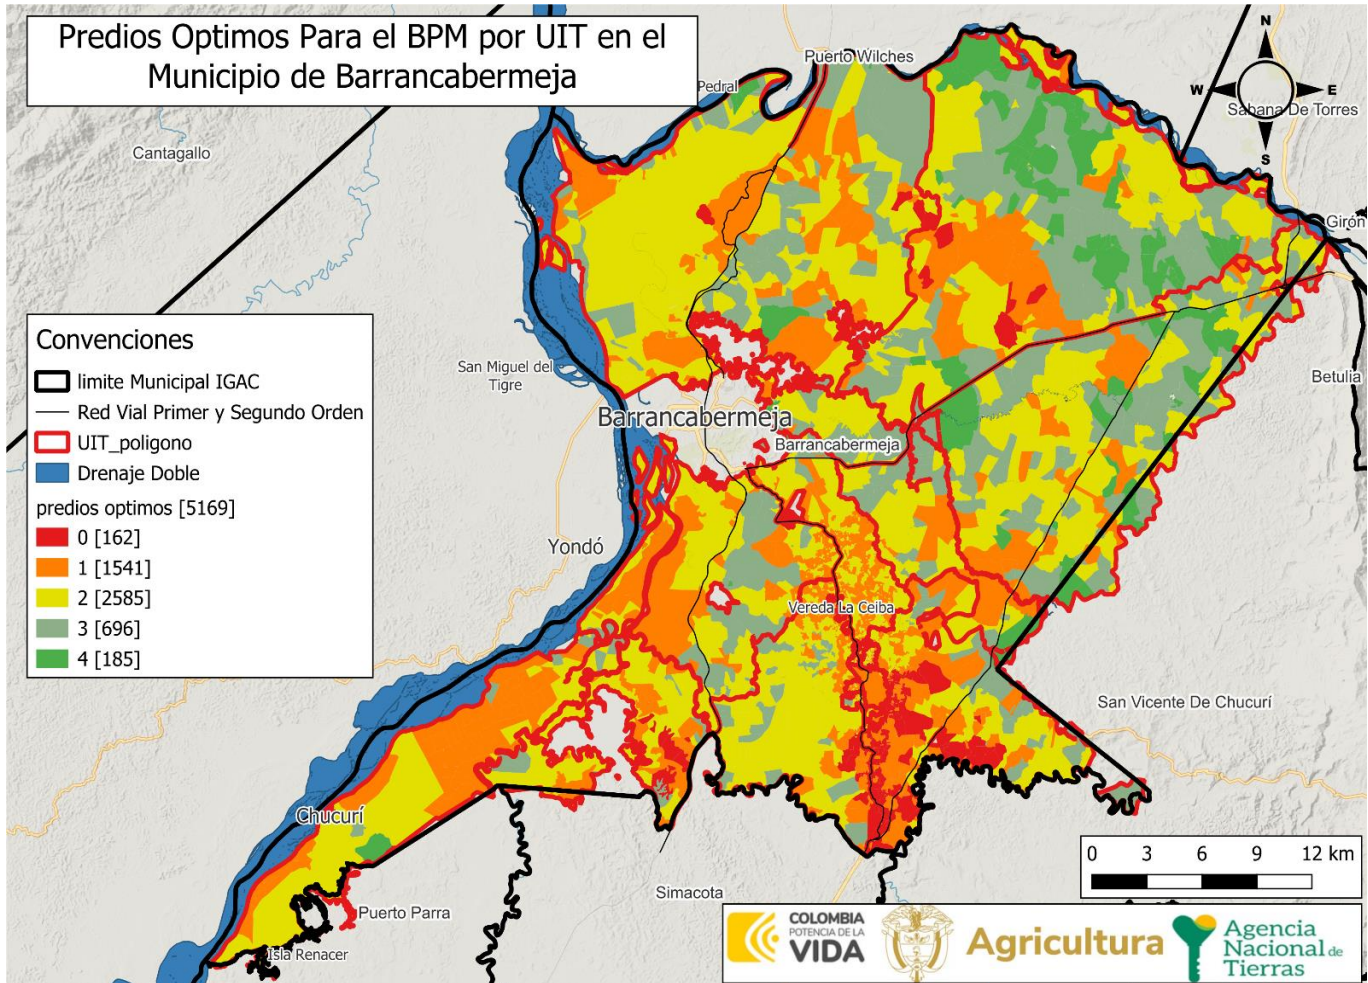 Predios Optimos Para el BPM por UIT en el
Municipio de Barrancabermeja
Puerto Wilches
Pedral
N
W
E
S
Sabana De Torres
Cantagallo
Girón
Convenciones
limite Municipal IGAC
Red Vial Primer y Segundo Orden
UIT_poligono
Drenaje Doble
predios optimos [5169]
0 [162]
1 [1541]
2 [2585]
3 [696]
4 [185]
San Miguel del
Tigre
Betulia
Barrancabermeja
Barrancabermeja
Yondó
Vereda La Ceiba
San Vicente De Chucurí
Chucurí
Simacota
Puerto Parra
Isla Renacer
0 3 6 9 12 km
COLOMBIA
POTENCIA DE LA
VIDA
Agricultura
Agencia
Nacional de
Tierras